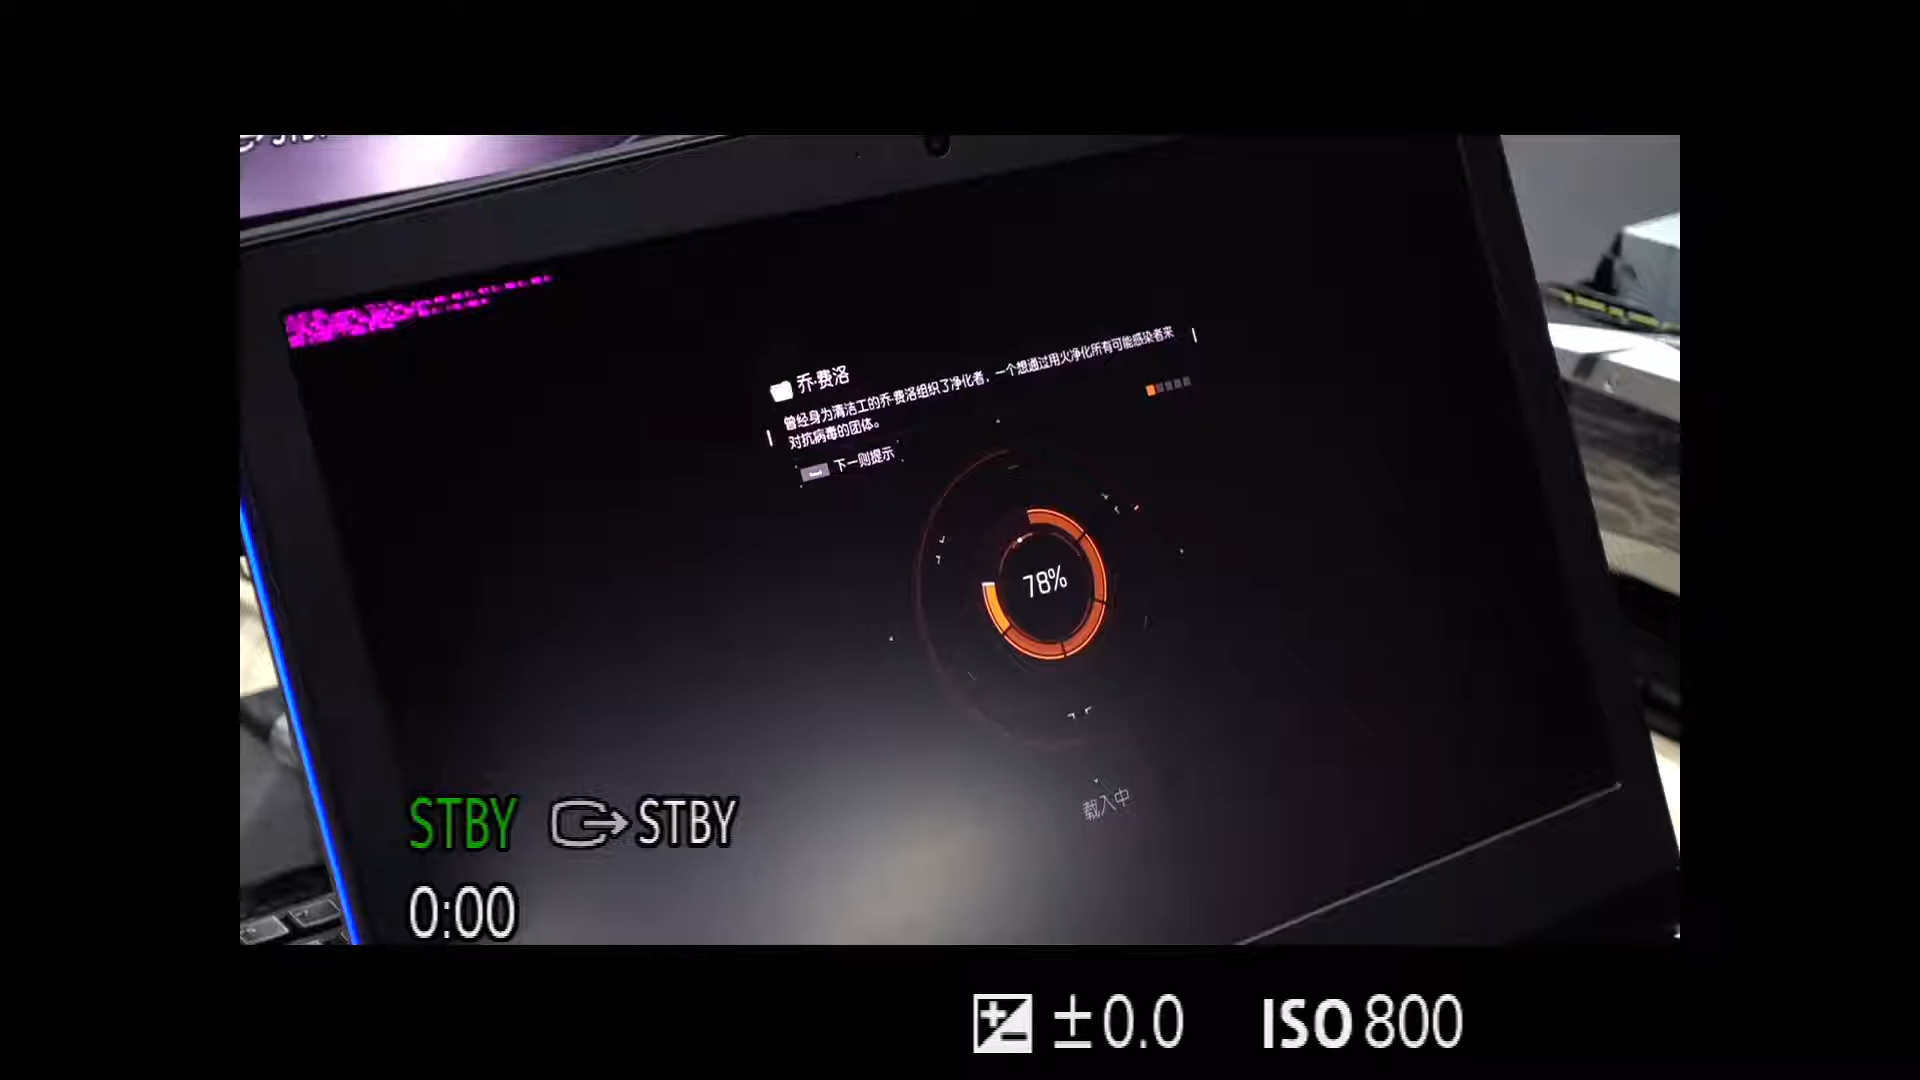 乔·费洛
曾经身为清洁工的乔·费洛组织了净化者，一个想通过用火净化所有可能感染者来
对抗病毒的团体。
下一则提示
78%
载入中
STBY STBY
0:00
±0.0 ISO 800